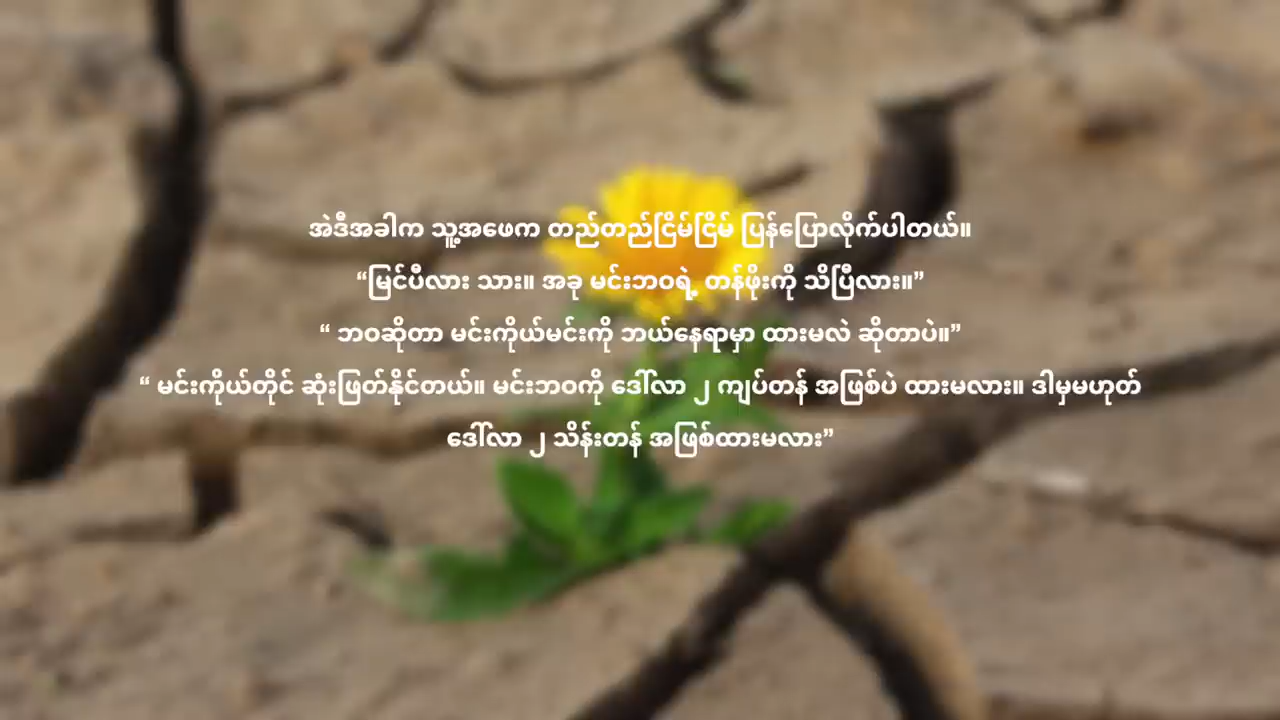 အဲဒီအခါက သူ့အဖေက တည်တည်ငြိမ်ငြိမ် ပြန်ပြောလိုက်ပါတယ်။
“မြင်ပီလား သား။ အခု မင်းဘဝရဲ့ တန်ဖိုးကို သိပြီလား။”
“ ဘဝဆိုတာ မင်းကိုယ်မင်းကို ဘယ်နေရာမှာ ထားမလဲ ဆိုတာပဲ။”
“ မင်းကိုယ်တိုင် ဆုံးဖြတ်နိုင်တယ်။ မင်းဘဝကို ဒေါ်လာ ၂ ကျပ်တန် အဖြစ်ပဲ ထားမလား။ ဒါမှမဟုတ်
ဒေါ်လာ ၂ သိန်းတန် အဖြစ်ထားမလား”